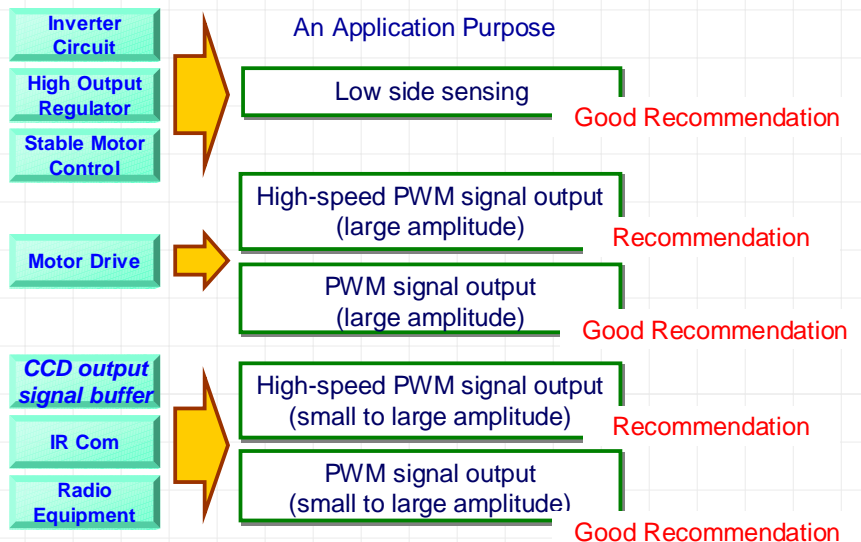 An Application Purpose
Inverter
Circuit
High Output
Regulator
Stable Motor
Control
Low side sensing
Good Recommendation
Motor Drive
High-speed PWM signal output
(large amplitude)
Recommendation
PWM signal output
(large amplitude)
Good Recommendation
CCD output
signal buffer
IR Com
Radio
Equipment
High-speed PWM signal output
(small to large amplitude)
Recommendation
PWM signal output
(small to large amplitude)
Good Recommendation